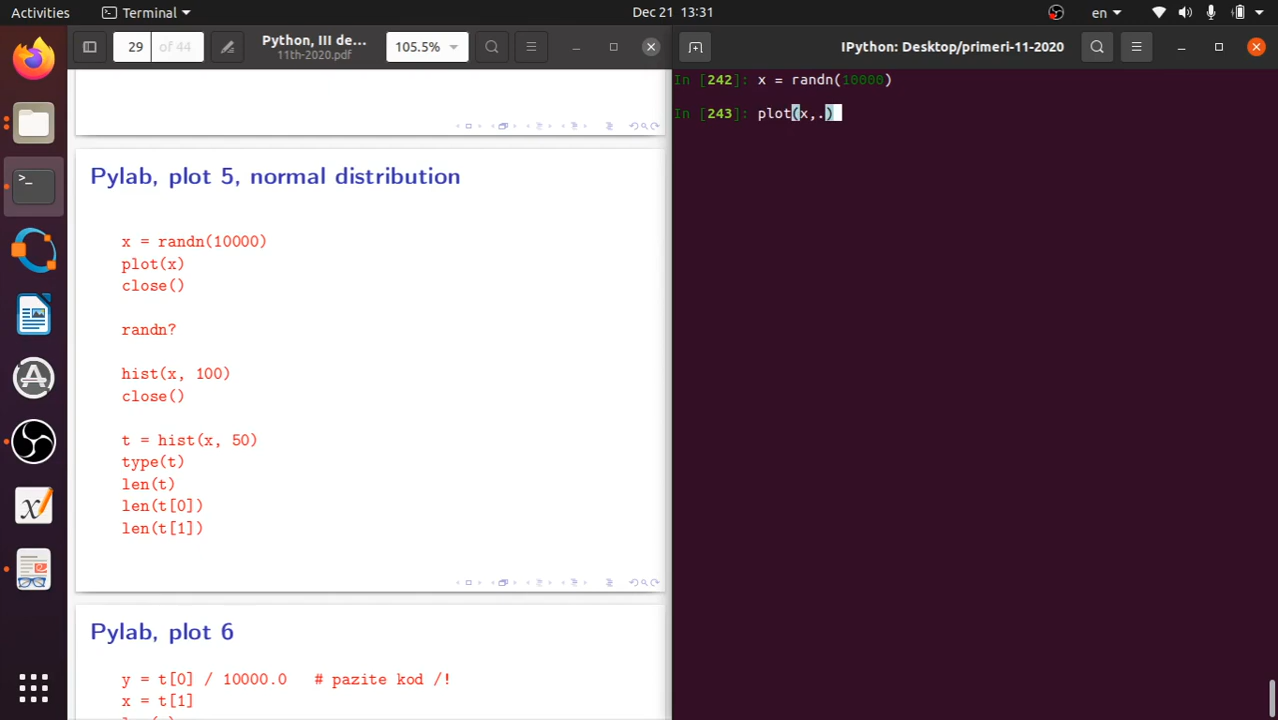 Activities
Terminal
Dec 21 13:31
en
29
of 44
Python, III de...
11th-2020.pdf
105.5%
IPython: Desktop/primeri-11-2020
Pylab, plot 5, normal distribution
x = randn(10000)
plot(x)
close()
randn?
hist(x, 100)
close()
t = hist(x, 50)
type(t)
len(t)
len(t[0])
len(t[1])
Pylab, plot 6
y = t[0] / 10000.0 # pazite kod /!
x = t[1]
In [242]: x = randn(10000)
In [243]: plot(x,.)